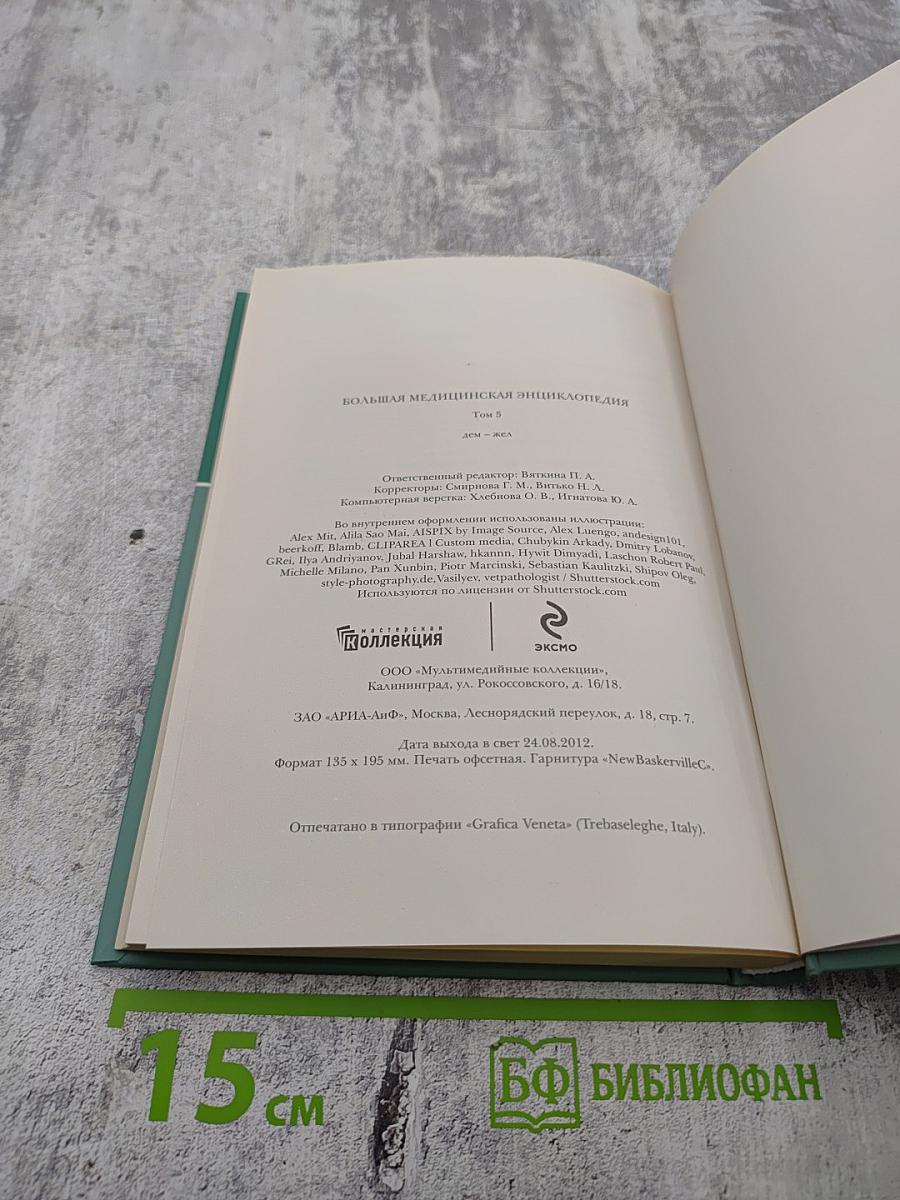 БОЛЬШАЯ МЕДИЦИНСКАЯ ЭНЦИКЛОПЕДИЯ
Том 5
дем – жел
Ответственный редактор: Вяткина П. А.
Корректоры: Смирнова Г. М., Витько Н. Л.
Компьютерная верстка: Хлебнова О. В., Игнатова Ю. А.
Во внутреннем оформлении использованы иллюстрации:
Alex Mit, Alila Sao Mai, AISPIX by Image Source, Alex Luengo, andesign101,
beerkoff, Blamb, CLIPAREA l Custom media, Chubykin Arkady, Dmitry Lobanov,
GRei, Ilya Andriyanov, Jubal Harshaw, hkannn, Hywit Dimyadi, Laschon Robert Paul,
Michelle Milano, Pan Xunbin, Piotr Marcinski, Sebastian Kaulitzki, Shipov Oleg,
style-photography.de,Vasilyev, vetpathologist / Shutterstock.com
Используются по лицензии от Shutterstock.com
мастерская
Коллекция
ЭКСМО
ООО «Мультимедийные коллекции»,
Калининград, ул. Рокоссовского, д. 16/18.
ЗАО «АРИА-АиФ», Москва, Леснорядский переулок, д. 18, стр. 7.
Дата выхода в свет 24.08.2012.
Формат 135 x 195 мм. Печать офсетная. Гарнитура «NewBaskervilleC».
Отпечатано в типографии «Grafica Veneta» (Trebaseleghe, Italy).
15 см
БФ БИБЛИОФАН